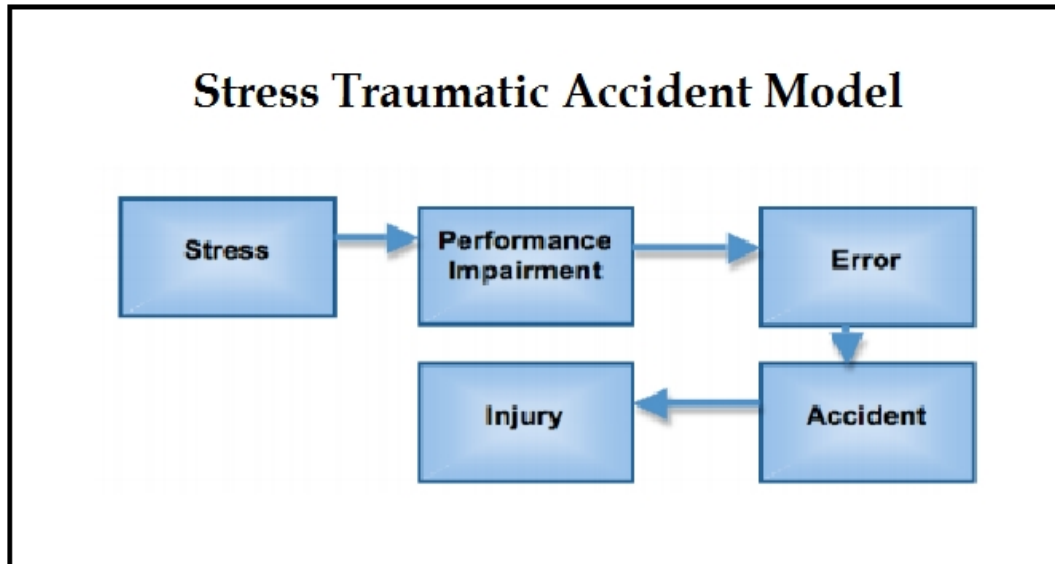 Stress Traumatic Accident Model
Stress
Performance
Impairment
Error
Accident
Injury